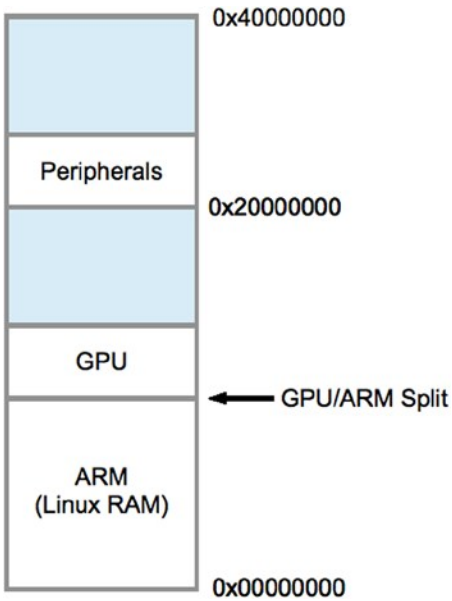 0x40000000
Peripherals
0x20000000
GPU
GPU/ARM Split
ARM
(Linux RAM)
0x00000000